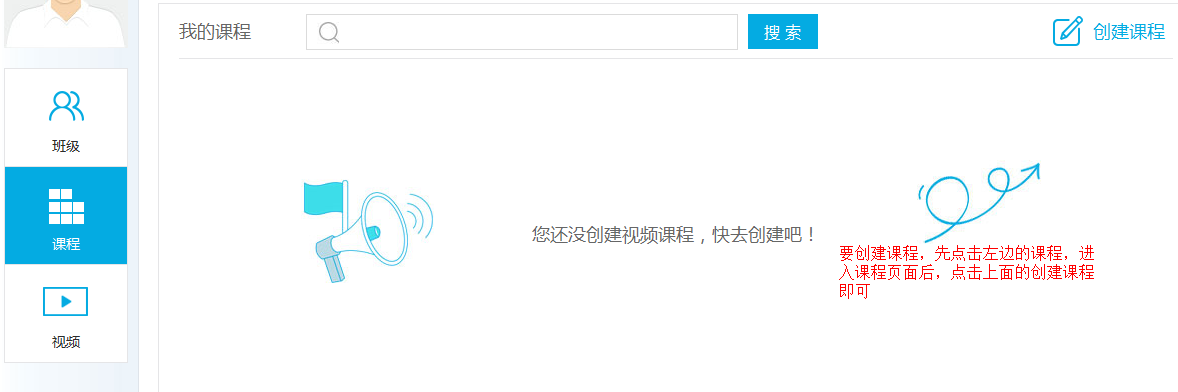 我的课程
搜 索
创建课程
班级
课程
视频
您还没创建视频课程，快去创建吧！
要创建课程，先点击左边的课程，进
入课程页面后，点击上面的创建课程
即可